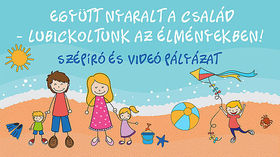 EGYÜTT NYARALT A CSALÁD
- LUBICKOLTUNK AZ ÉLMÉNYEKBEN!
SZÉPÍRÓ ÉS VIDEÓ PÁLYÁZAT